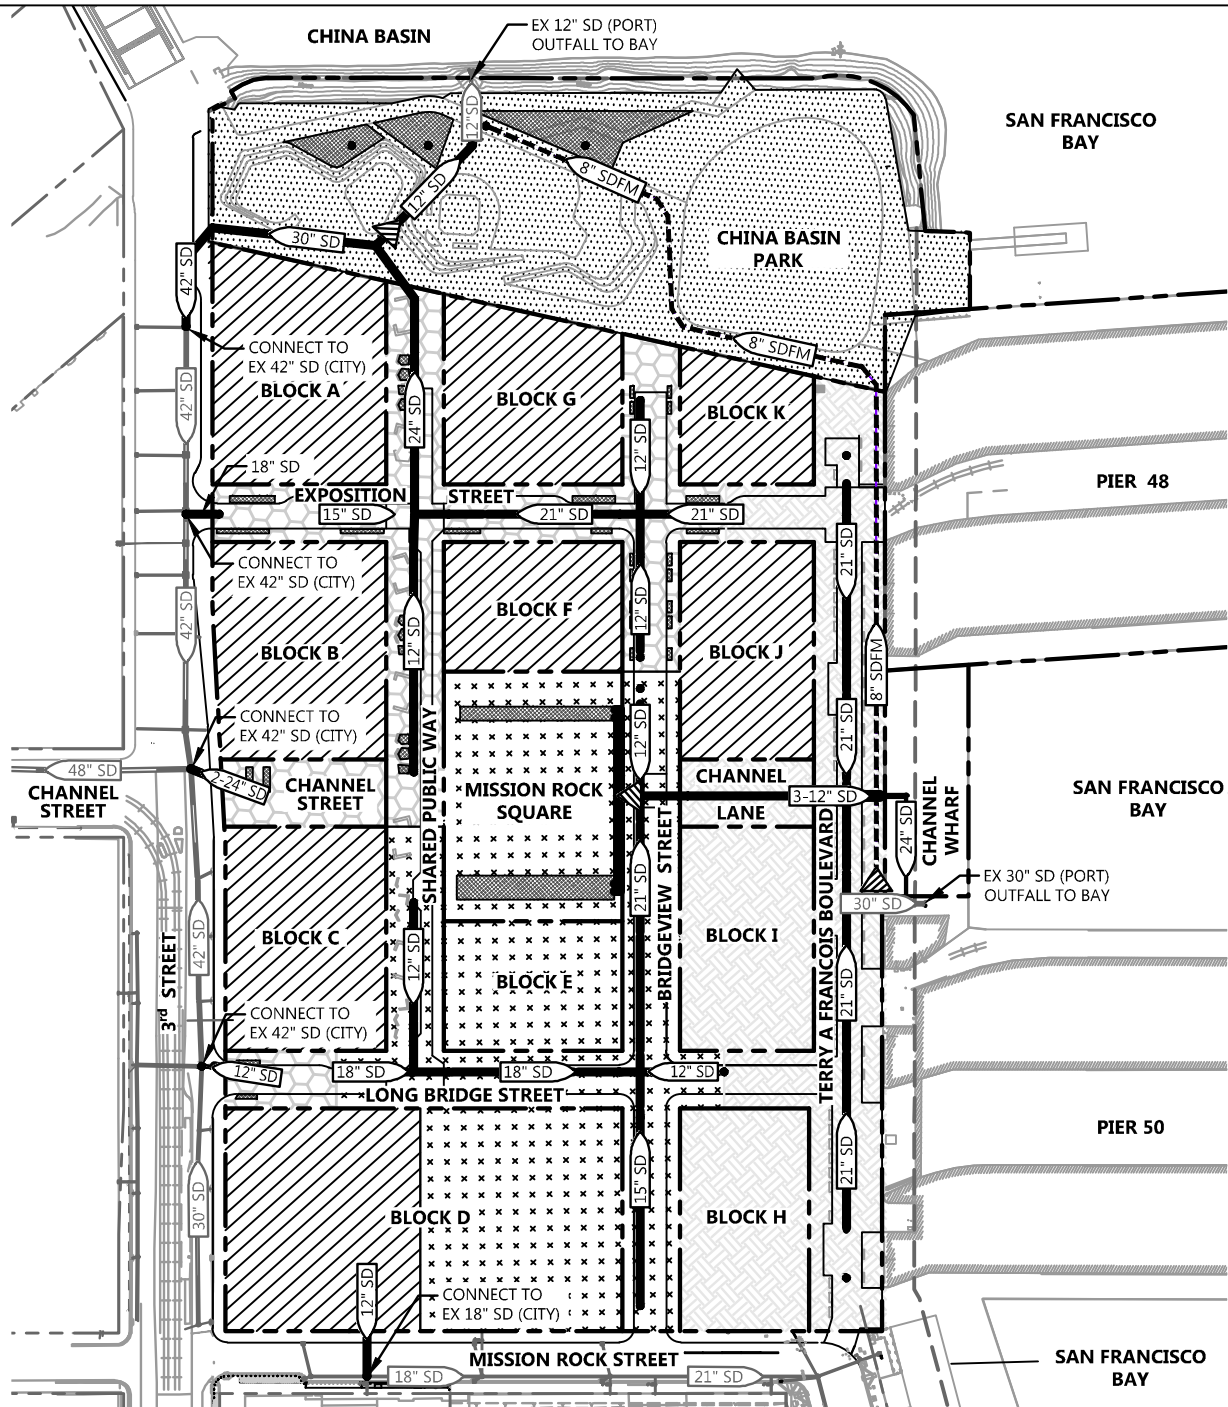 EX 12" SD (PORT)
OUTFALL TO BAY
CHINA BASIN
12"SD
SAN FRANCISCO
BAY
8" SDFM
12" SD
30" SD
CHINA BASIN
PARK
42" SD
CONNECT TO
EX 42" SD (CITY)
8" SDFM
BLOCK A
BLOCK G
BLOCK K
42" SD
24" SD
12" SD
18" SD
PIER 48
EXPOSITION
STREET
15" SD
21" SD
21" SD
21" SD
CONNECT TO
EX 42" SD (CITY)
42" SD
12" SD
BLOCK F
12" SD
BLOCK B
BLOCK J
8" SDFM
CONNECT TO
EX 42" SD (CITY)
SHARED PUBLIC WAY
12" SD
21" SD
48" SD
CHANNEL
STREET
2-24" SD
CHANNEL
STREET
MISSION ROCK
SQUARE
CHANNEL
LANE
3-12" SD
SAN FRANCISCO
BAY
CHANNEL
WHARF
24" SD
BRIDGEVIEW STREET
21" SD
EX 30" SD (PORT)
OUTFALL TO BAY
30" SD
TERRY A FRANCOIS BOULEVARD
42" SD
BLOCK C
12" SD
BLOCK I
3rd STREET
BLOCK E
21" SD
CONNECT TO
EX 42" SD (CITY)
12" SD
18" SD
18" SD
12" SD
LONG BRIDGE STREET
PIER 50
30" SD
15" SD
21" SD
BLOCK D
BLOCK H
12" SD
CONNECT TO
EX 18" SD (CITY)
MISSION ROCK STREET
18" SD
21" SD
SAN FRANCISCO
BAY